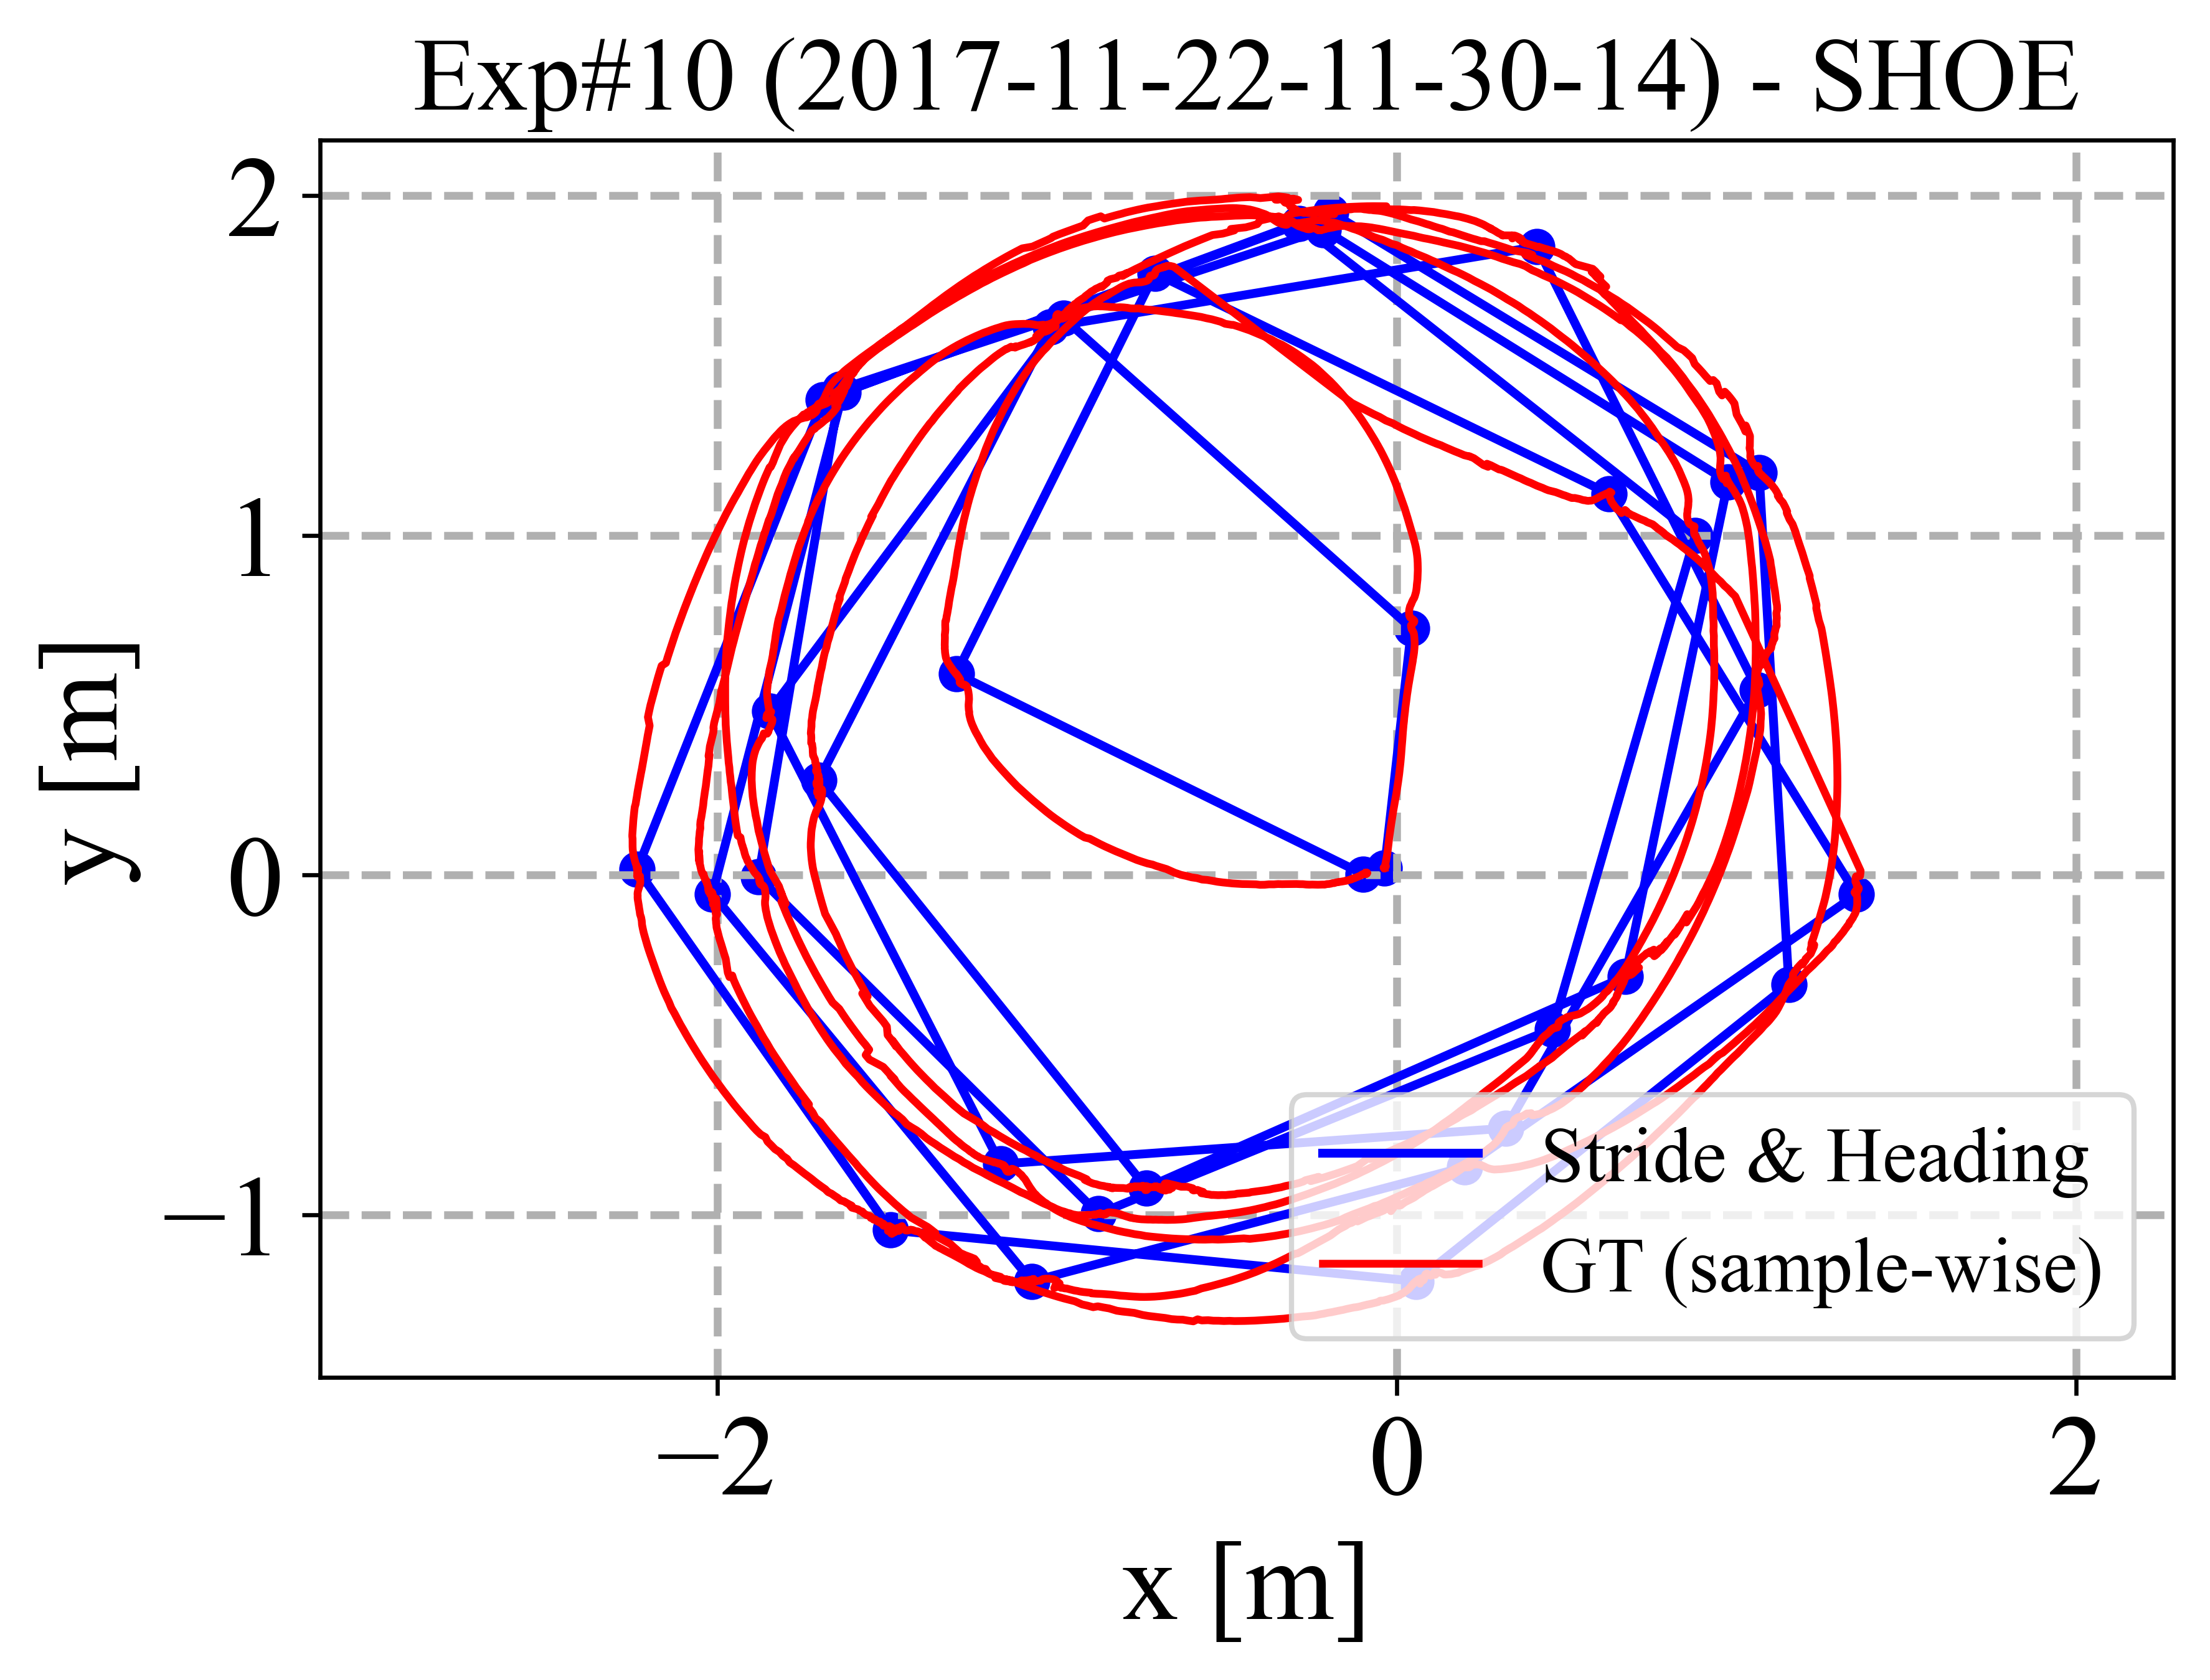 Exp#10 (2017-11-22-11-30-14) - SHOE
2
1
0
−1
y [m]
−2
0
2
x [m]
Stride & Heading
GT (sample-wise)